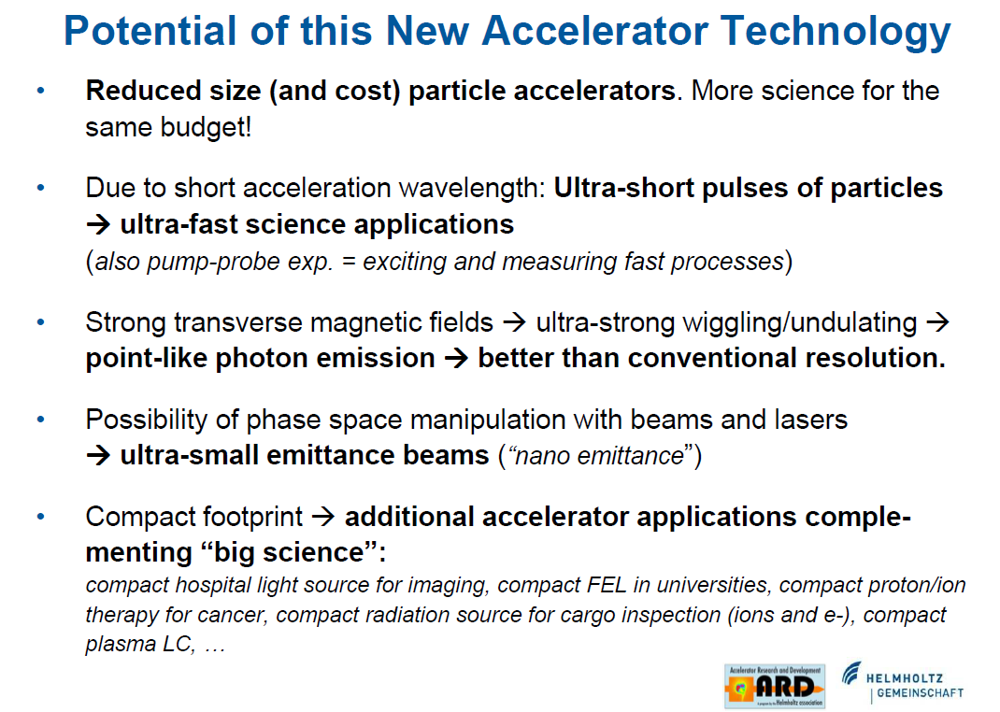 Potential of this New Accelerator Technology
• Reduced size (and cost) particle accelerators. More science for the
same budget!
• Due to short acceleration wavelength: Ultra-short pulses of particles
→ ultra-fast science applications
(also pump-probe exp. = exciting and measuring fast processes)
• Strong transverse magnetic fields → ultra-strong wiggling/undulating →
point-like photon emission → better than conventional resolution.
• Possibility of phase space manipulation with beams and lasers
→ ultra-small emittance beams (“nano emittance”)
• Compact footprint → additional accelerator applications comple-
menting “big science”:
compact hospital light source for imaging, compact FEL in universities, compact proton/ion
therapy for cancer, compact radiation source for cargo inspection (ions and e-), compact
plasma LC, …
Accelerator Research and Development
ARD
A program by the Helmholtz association
HELMHOLTZ
GEMEINSCHAFT